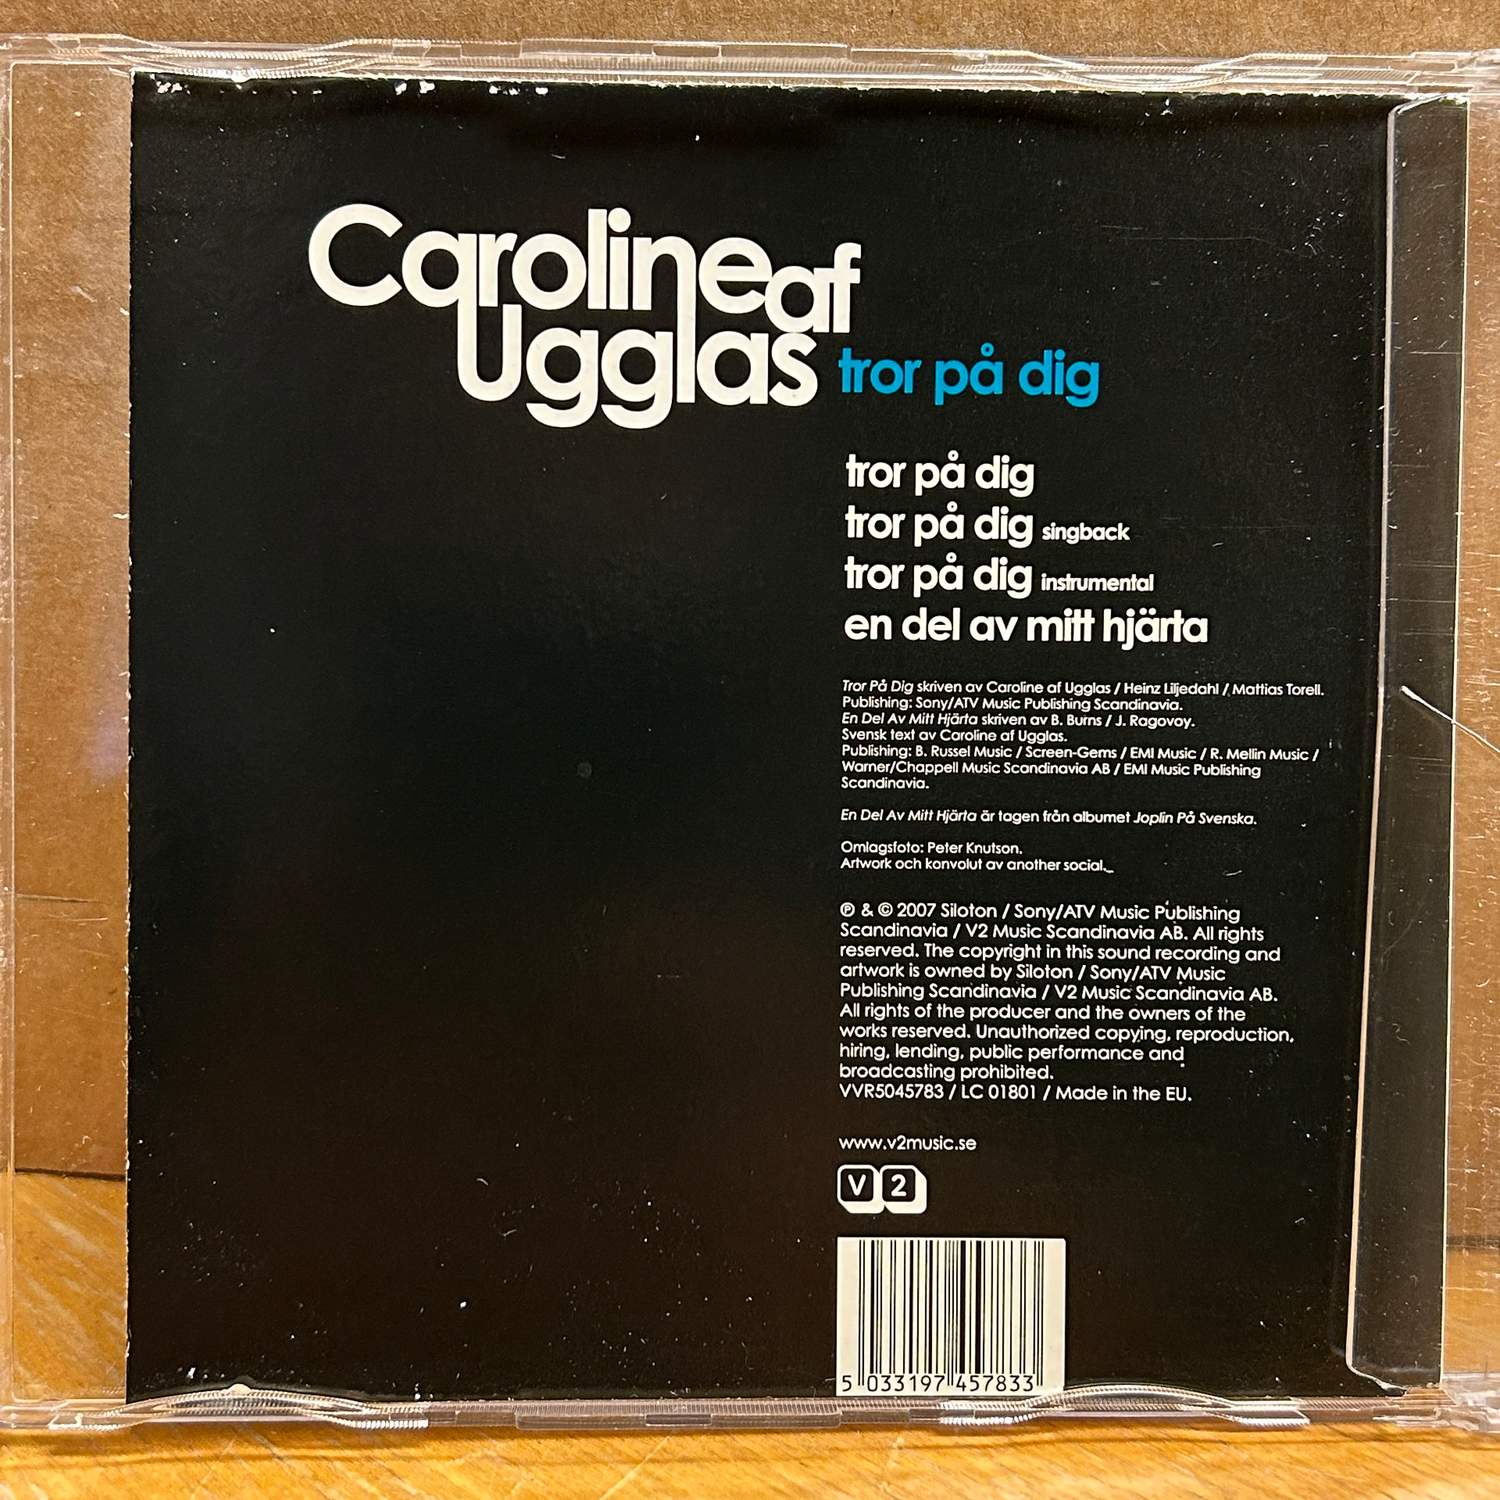 Caroline af
Ugglas tror på dig
tror på dig
tror på dig singback
tror på dig instrumental
en del av mitt hjärta
Tror På Dig skriven av Caroline af Ugglas / Heinz Liljedahl / Mattias Torell.
Publishing: Sony/ATV Music Publishing Scandinavia.
En Del Av Mitt Hjärta skriven av B. Burns / J. Ragovoy.
Svensk text av Caroline af Ugglas.
Publishing: B. Russel Music / Screen-Gems / EMI Music / R. Mellin Music /
Warner/Chappell Music Scandinavia AB / EMI Music Publishing
Scandinavia.
En Del Av Mitt Hjärta är tagen från albumet Joplin På Svenska.
Omlagsfoto: Peter Knutson.
Artwork och konvolut av another social._
℗ & © 2007 Siloton / Sony/ATV Music Publishing
Scandinavia / V2 Music Scandinavia AB. All rights
reserved. The copyright in this sound recording and
artwork is owned by Siloton / Sony/ATV Music
Publishing Scandinavia / V2 Music Scandinavia AB.
All rights of the producer and the owners of the
works reserved. Unauthorized copying, reproduction,
hiring, lending, public performance and
broadcasting prohibited.
VVR5045783 / LC 01801 / Made in the EU.
www.v2music.se
V 2
5 033197 457833